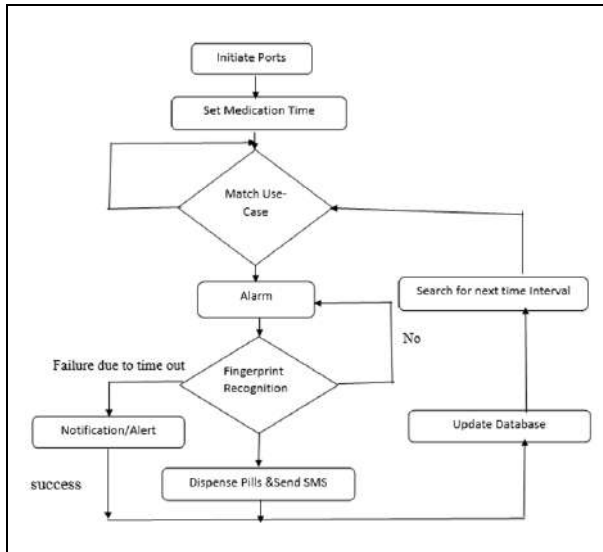 Initiate Ports
Set Medication Time
Match Use-
Case
Alarm
Search for next time Interval
No
Failure due to time out
Fingerprint
Recognition
Notification/Alert
Update Database
success
Dispense Pills &Send SMS